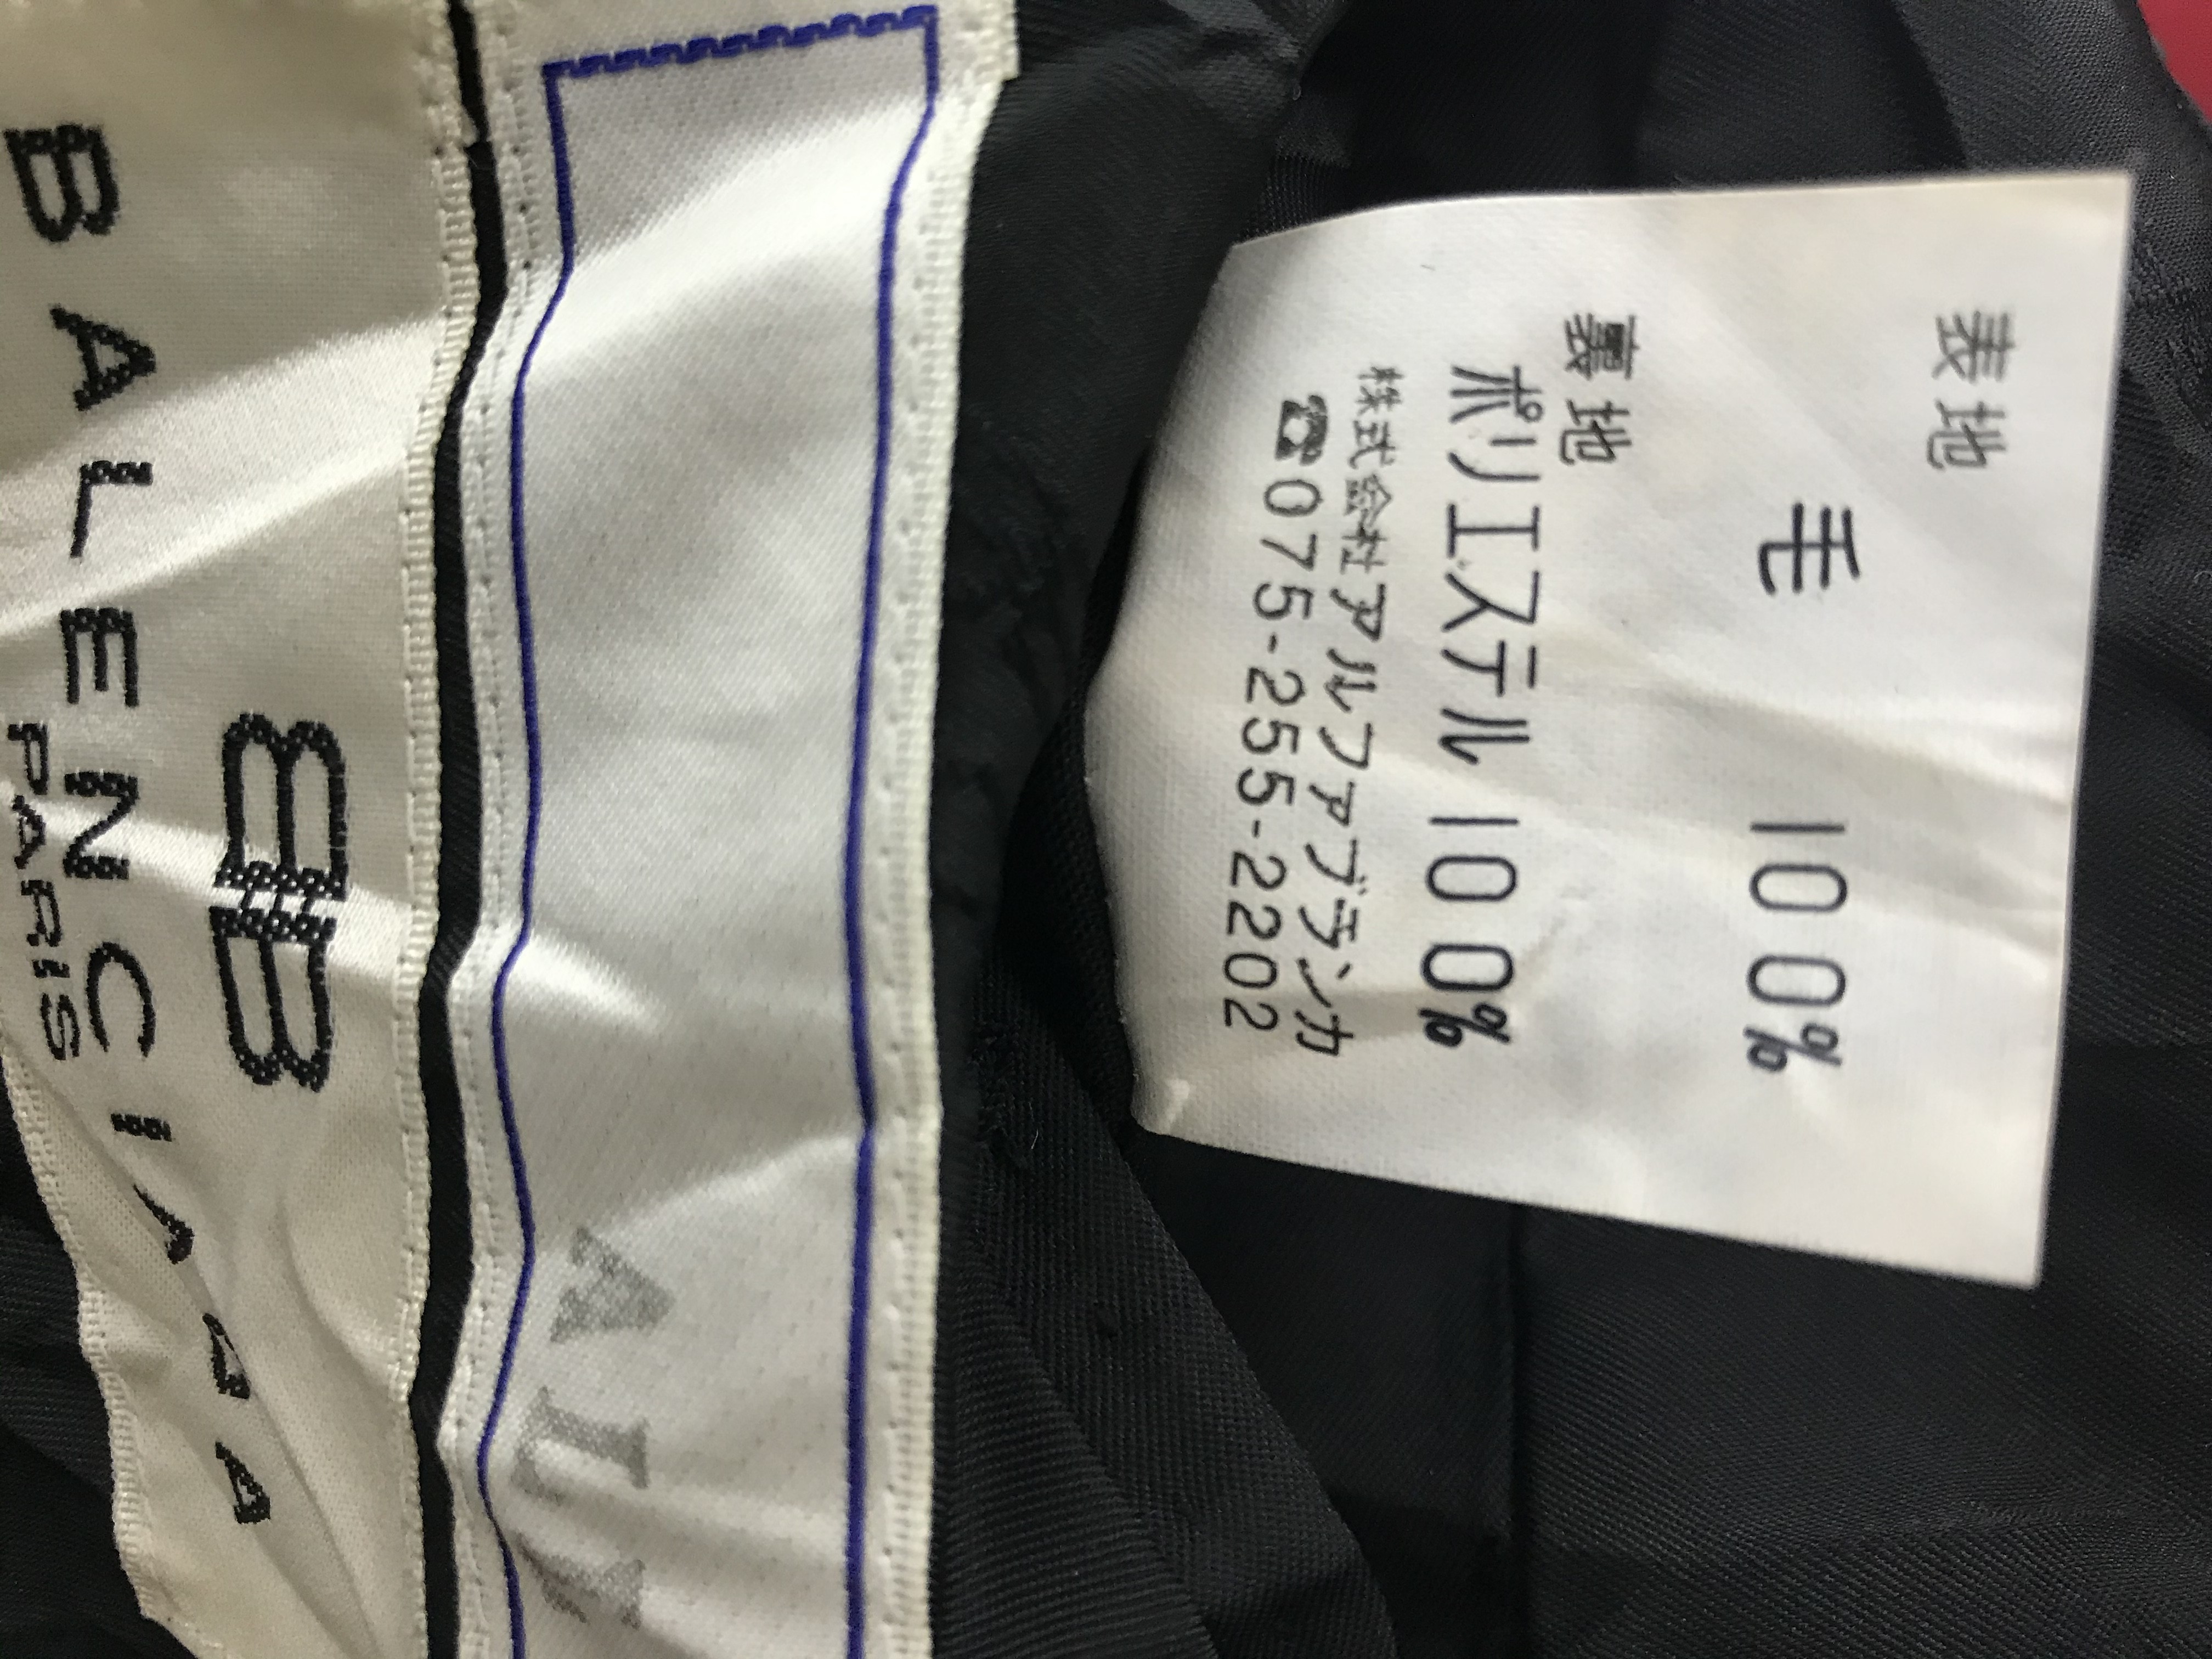 表地
毛 100%
裏地
ポリエステル 100%
株式会社アルファブランカ
☎075-255-2202
BB
BALENCIAGA
PARIS